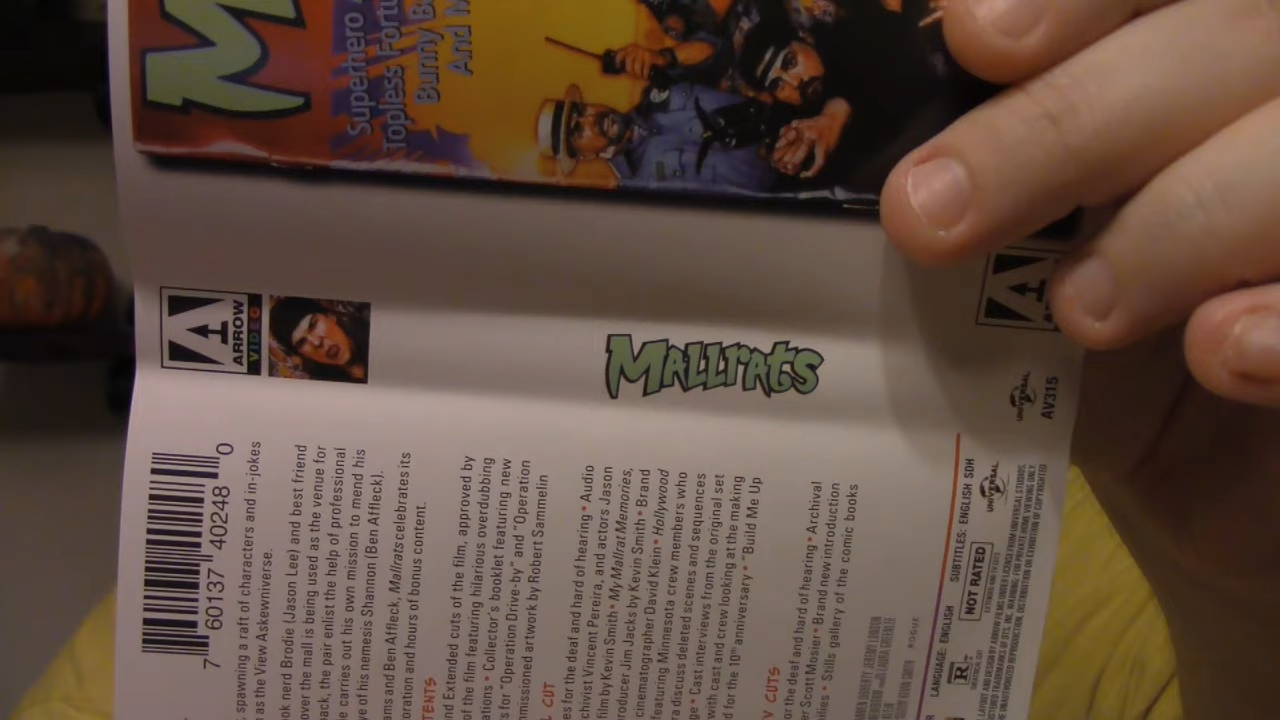 M
Superhero
Topless Fortu
Bunny Be
And M
ARROW
VIDEO
MALLrAtS
UNIVERSAL
AV315
7 60137 40248 0
spawning a raft of characters and in-jokes
as the View Askewniverse.
ok nerd Brodie (Jason Lee) and best friend
over the mall is being used as the venue for
back, the pair enlist the help of professional
e carries out his own mission to mend his
ve of his nemesis Shannon (Ben Affleck).
ams and Ben Affleck, Mallrats celebrates its
oration and hours of bonus content.
TENTS
nd Extended cuts of the film, approved by
of the film featuring hilarious overdubbing
ations • Collector's booklet featuring new
s for "Operation Drive-by" and "Operation
mmissioned artwork by Robert Sammelin
L CUT
es for the deaf and hard of hearing • Audio
chivist Vincent Pereira, and actors Jason
film by Kevin Smith • My Mallrat Memories,
roducer Jim Jacks by Kevin Smith • Brand
cinematographer David Klein • Hollywood
featuring Minnesota crew members who
ra discuss deleted scenes and sequences
ge • Cast interviews from the original set
with cast and crew looking at the making
d for the 10th anniversary • "Build Me Up
V CUTS
or the deaf and hard of hearing • Archival
er Scott Mosier • Brand new introduction
ilies • Stills gallery of the comic books
ROGUE
LANGUAGE: ENGLISH SUBTITLES: ENGLISH SDH
R NOT RATED
UNIVERSAL